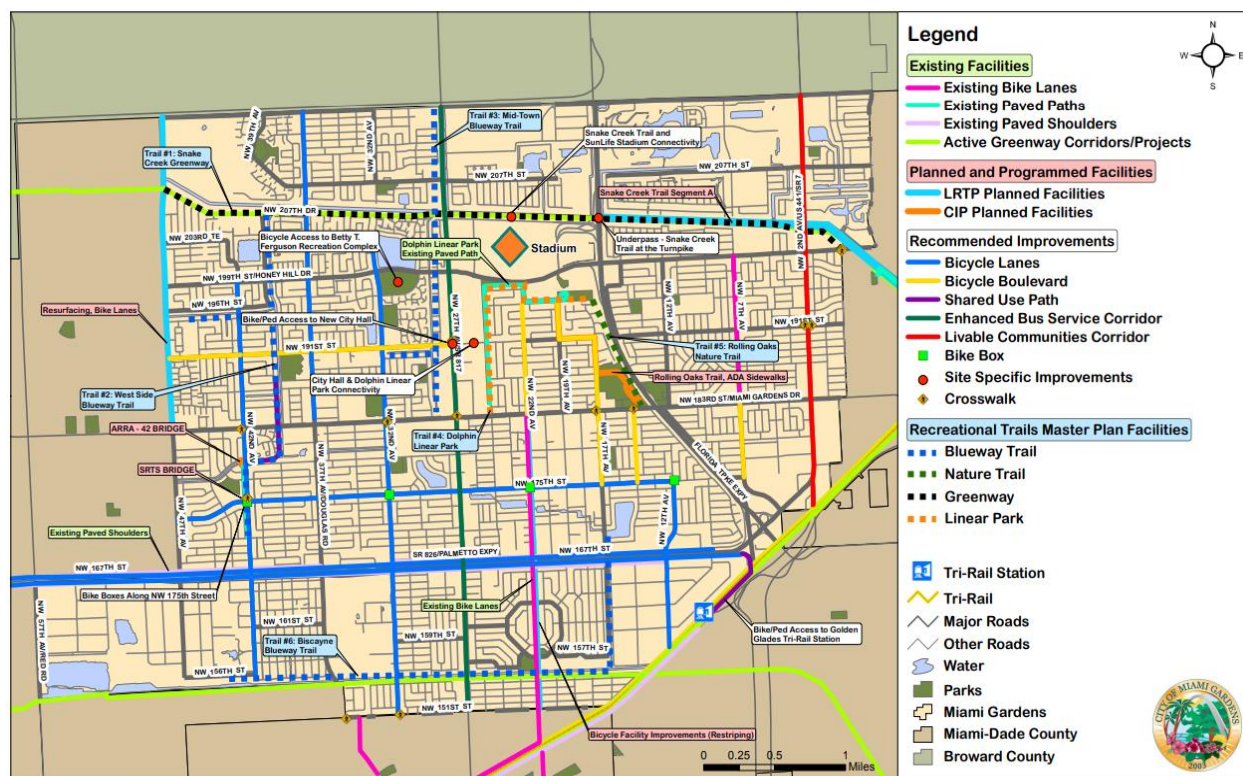 NW 39TH AV
NW 32ND AV
Trail #3: Mid-Town
Blueway Trail
Snake Creek Trail and
SunLife Stadium Connectivity
Trail #1: Snake
Creek Greenway
NW 207TH ST
NW 207TH ST
NW 2ND AV/US441/SR7
Snake Creek Trail Segment A
NW 207TH DR
NW 203RD TE
Bicycle Access to Betty T.
Ferguson Recreation Complex
Dolphin Linear Park
Existing Paved Path
Stadium
Underpass - Snake Creek
Trail at the Turnpike
NW 199TH ST/HONEY HILL DR
NW 196TH ST
NW 7TH AV
NW 12TH AV
Resurfacing, Bike Lanes
Bike/Ped Access to New City Hall
NW 27TH
NW 191ST ST
NW 191ST ST
City Hall & Dolphin Linear
Park Connectivity
Trail #5: Rolling Oaks
Nature Trail
Trail #2: West Side
Blueway Trail
NW 22ND AV
NW 19TH AV
Rolling Oaks Trail, ADA Sidewalks
NW 183RD ST/MIAMI GARDENS DR
ARRA - 42 BRIDGE
NW 42ND AV
NW 32ND AV
Trail #4: Dolphin
Linear Park
NW 17TH AV
FLORIDA TPKE EXPY
SRTS BRIDGE
NW 37TH AV/DOUGLAS RD
NW 175TH ST
NW 47TH AV
NW 12TH AV
Existing Paved Shoulders
NW 167TH ST
SR 826/PALMETTO EXPY
NW 167TH ST
Bike Boxes Along NW 175th Street
Existing Bike Lanes
NW 57TH AV/RED RD
NW 161ST ST
Trail #6: Biscayne
Blueway Trail
NW 159TH ST
NW 157TH ST
Bike/Ped Access to Golden
Glades Tri-Rail Station
NW 156TH ST
NW 151ST ST
Bicycle Facility Improvements (Restriping)
0 0.25 0.5 1
Miles
Legend
N
W E
S
Existing Facilities
Existing Bike Lanes
Existing Paved Paths
Existing Paved Shoulders
Active Greenway Corridors/Projects
Planned and Programmed Facilities
LRTP Planned Facilities
CIP Planned Facilities
Recommended Improvements
Bicycle Lanes
Bicycle Boulevard
Shared Use Path
Enhanced Bus Service Corridor
Livable Communities Corridor
Bike Box
Site Specific Improvements
Crosswalk
Recreational Trails Master Plan Facilities
Blueway Trail
Nature Trail
Greenway
Linear Park
Tri-Rail Station
Tri-Rail
Major Roads
Other Roads
Water
Parks
Miami Gardens
Miami-Dade County
Broward County
CITY OF MIAMI GARDENS
2003